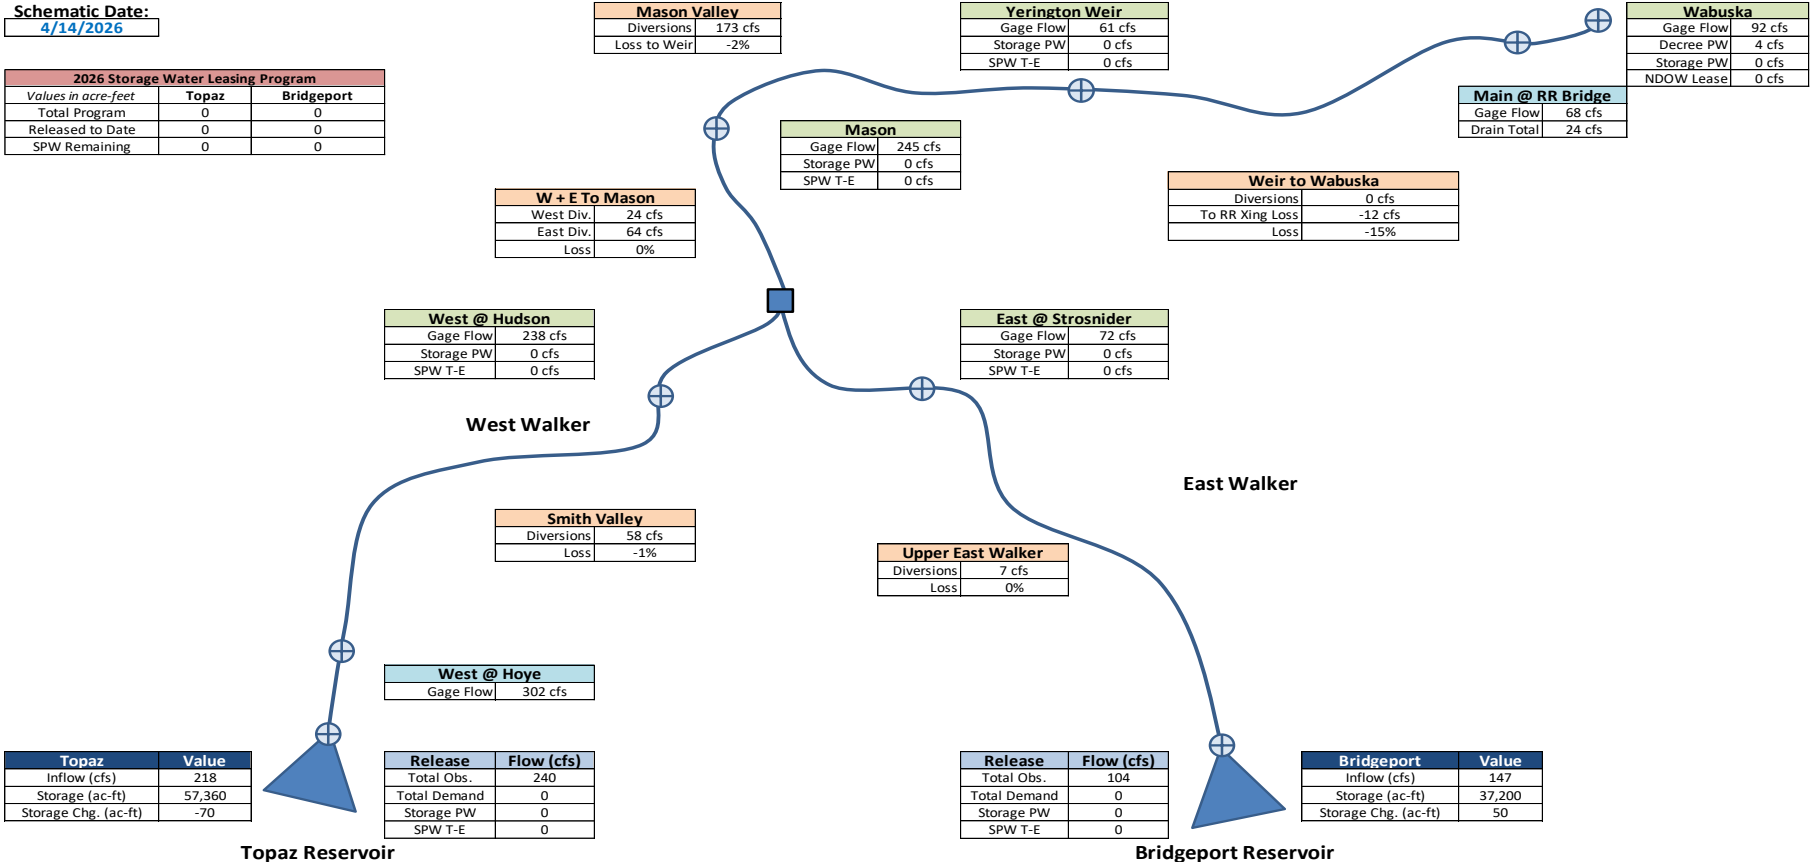 Schematic Date:
4/14/2026
2026 Storage Water Leasing Program
Values in acre-feet Topaz Bridgeport
Total Program 0 0
Released to Date 0 0
SPW Remaining 0 0
Mason Valley
Diversions 173 cfs
Loss to Weir -2%
Yerington Weir
Gage Flow 61 cfs
Storage PW 0 cfs
SPW T-E 0 cfs
Wabuska
Gage Flow 92 cfs
Decree PW 4 cfs
Storage PW 0 cfs
NDOW Lease 0 cfs
Main @ RR Bridge
Gage Flow 68 cfs
Drain Total 24 cfs
Mason
Gage Flow 245 cfs
Storage PW 0 cfs
SPW T-E 0 cfs
W + E To Mason
West Div. 24 cfs
East Div. 64 cfs
Loss 0%
Weir to Wabuska
Diversions 0 cfs
To RR Xing Loss -12 cfs
Loss -15%
West @ Hudson
Gage Flow 238 cfs
Storage PW 0 cfs
SPW T-E 0 cfs
East @ Strosnider
Gage Flow 72 cfs
Storage PW 0 cfs
SPW T-E 0 cfs
West Walker
East Walker
Smith Valley
Diversions 58 cfs
Loss -1%
Upper East Walker
Diversions 7 cfs
Loss 0%
West @ Hoye
Gage Flow 302 cfs
Topaz Value
Inflow (cfs) 218
Storage (ac-ft) 57,360
Storage Chg. (ac-ft) -70
Release Flow (cfs)
Total Obs. 240
Total Demand 0
Storage PW 0
SPW T-E 0
Release Flow (cfs)
Total Obs. 104
Total Demand 0
Storage PW 0
SPW T-E 0
Bridgeport Value
Inflow (cfs) 147
Storage (ac-ft) 37,200
Storage Chg. (ac-ft) 50
Topaz Reservoir
Bridgeport Reservoir